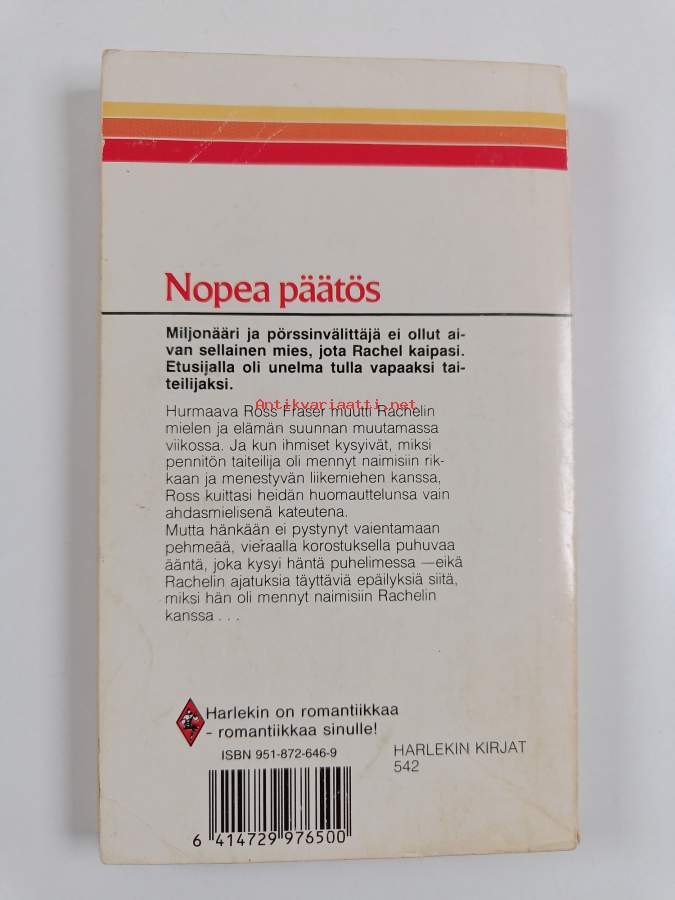 Nopea päätös
Miljonääri ja pörssinvälittäjä ei ollut ai-
van sellainen mies, jota Rachel kaipasi.
Etusijalla oli unelma tulla vapaaksi tai-
teilijaksi.
Antikvariaatti.net
Hurmaava Ross Fraser muutti Rachelin
mielen ja elämän suunnan muutamassa
viikossa. Ja kun ihmiset kysyivät, miksi
pennitön taiteilija oli mennyt naimisiin rik-
kaan ja menestyvän liikemiehen kanssa,
Ross kuittasi heidän huomauttelunsa vain
ahdasmielisenä kateutena.
Mutta hänkään ei pystynyt vaientamaan
pehmeää, vieraalla korostuksella puhuvaa
ääntä, joka kysyi häntä puhelimessa —eikä
Rachelin ajatuksia täyttäviä epäilyksiä siitä,
miksi hän oli mennyt naimisiin Rachelin
kanssa . . .
Harlekin on romantiikkaa
- romantiikkaa sinulle!
ISBN 951-872-646-9
HARLEKIN KIRJAT
542
6 414729 976500